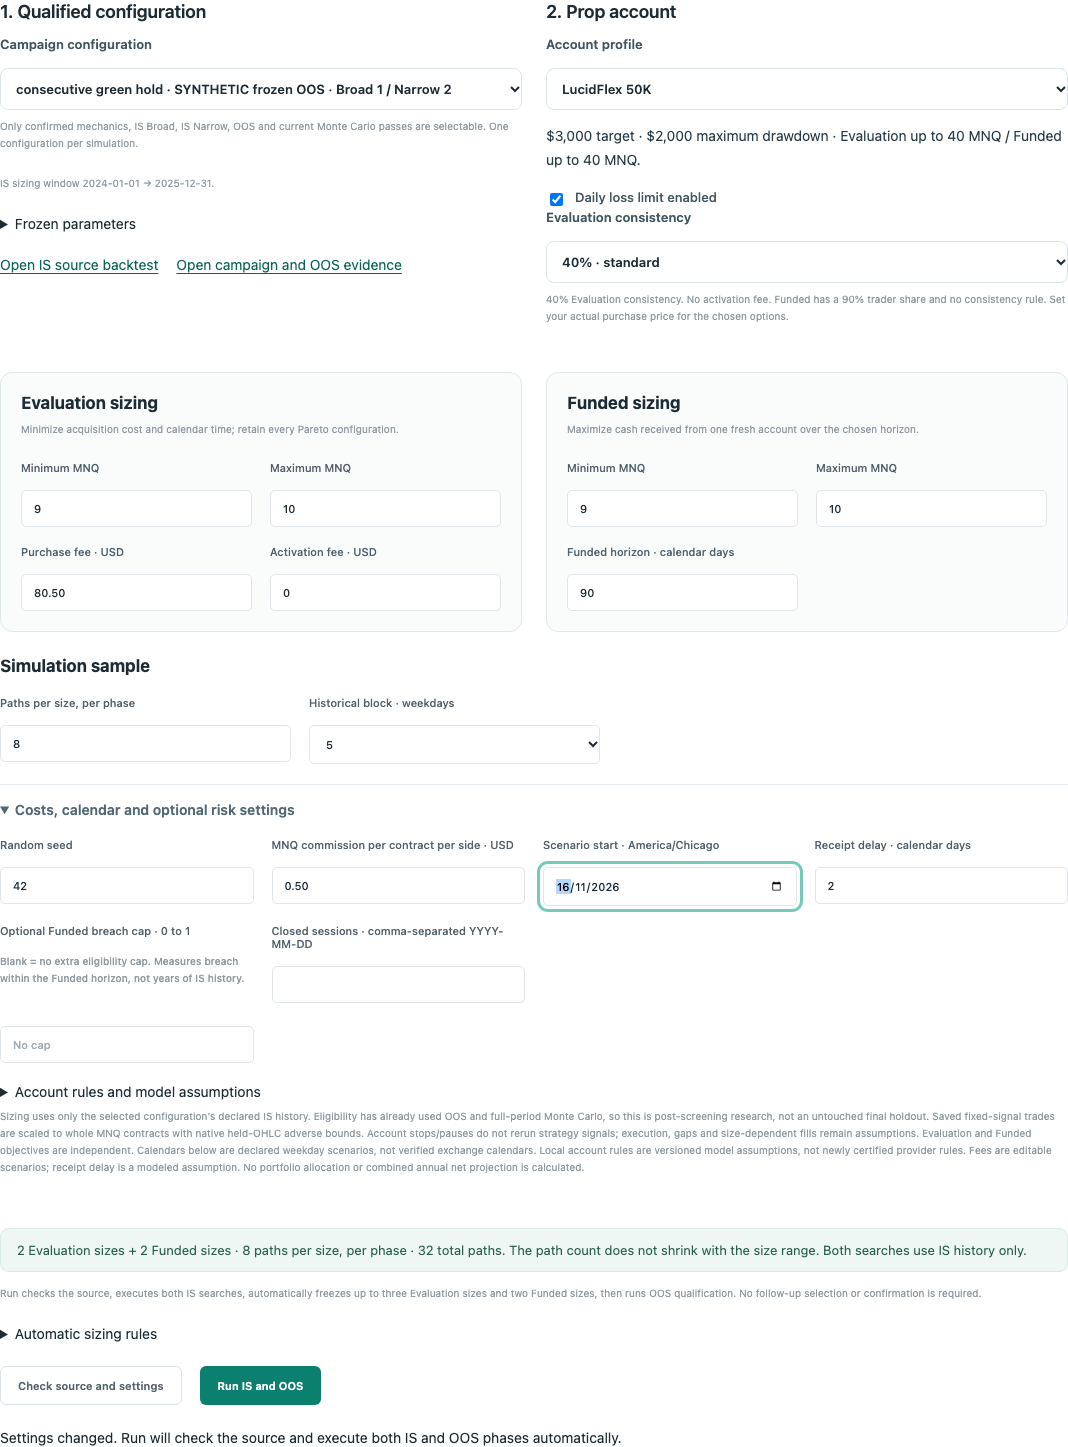 1. Qualified configuration
Campaign configuration
consecutive green hold · SYNTHETIC frozen OOS · Broad 1 / Narrow 2
Only confirmed mechanics, IS Broad, IS Narrow, OOS and current Monte Carlo passes are selectable. One
configuration per simulation.
IS sizing window 2024-01-01 → 2025-12-31.
Frozen parameters
Open IS source backtest Open campaign and OOS evidence
2. Prop account
Account profile
LucidFlex 50K
$3,000 target · $2,000 maximum drawdown · Evaluation up to 40 MNQ / Funded
up to 40 MNQ.
Daily loss limit enabled
Evaluation consistency
40% · standard
40% Evaluation consistency. No activation fee. Funded has a 90% trader share and no consistency rule. Set
your actual purchase price for the chosen options.
Evaluation sizing
Minimize acquisition cost and calendar time; retain every Pareto configuration.
Minimum MNQ Maximum MNQ
9 10
Purchase fee · USD Activation fee · USD
80.50 0
Funded sizing
Maximize cash received from one fresh account over the chosen horizon.
Minimum MNQ Maximum MNQ
9 10
Funded horizon · calendar days
90
Simulation sample
Paths per size, per phase Historical block · weekdays
8 5
Costs, calendar and optional risk settings
Random seed MNQ commission per contract per side · USD Scenario start · America/Chicago Receipt delay · calendar days
42 0.50 16/11/2026 2
Optional Funded breach cap · 0 to 1
Blank = no extra eligibility cap. Measures breach
within the Funded horizon, not years of IS history.
No cap
Closed sessions · comma-separated YYYY-
MM-DD
Account rules and model assumptions
Sizing uses only the selected configuration's declared IS history. Eligibility has already used OOS and full-period Monte Carlo, so this is post-screening research, not an untouched final holdout. Saved fixed-signal trades
are scaled to whole MNQ contracts with native held-OHLC adverse bounds. Account stops/pauses do not rerun strategy signals; execution, gaps and size-dependent fills remain assumptions. Evaluation and Funded
objectives are independent. Calendars below are declared weekday scenarios, not verified exchange calendars. Local account rules are versioned model assumptions, not newly certified provider rules. Fees are editable
scenarios; receipt delay is a modeled assumption. No portfolio allocation or combined annual net projection is calculated.
2 Evaluation sizes + 2 Funded sizes · 8 paths per size, per phase · 32 total paths. The path count does not shrink with the size range. Both searches use IS history only.
Run checks the source, executes both IS searches, automatically freezes up to three Evaluation sizes and two Funded sizes, then runs OOS qualification. No follow-up selection or confirmation is required.
Automatic sizing rules
Check source and settings Run IS and OOS
Settings changed. Run will check the source and execute both IS and OOS phases automatically.